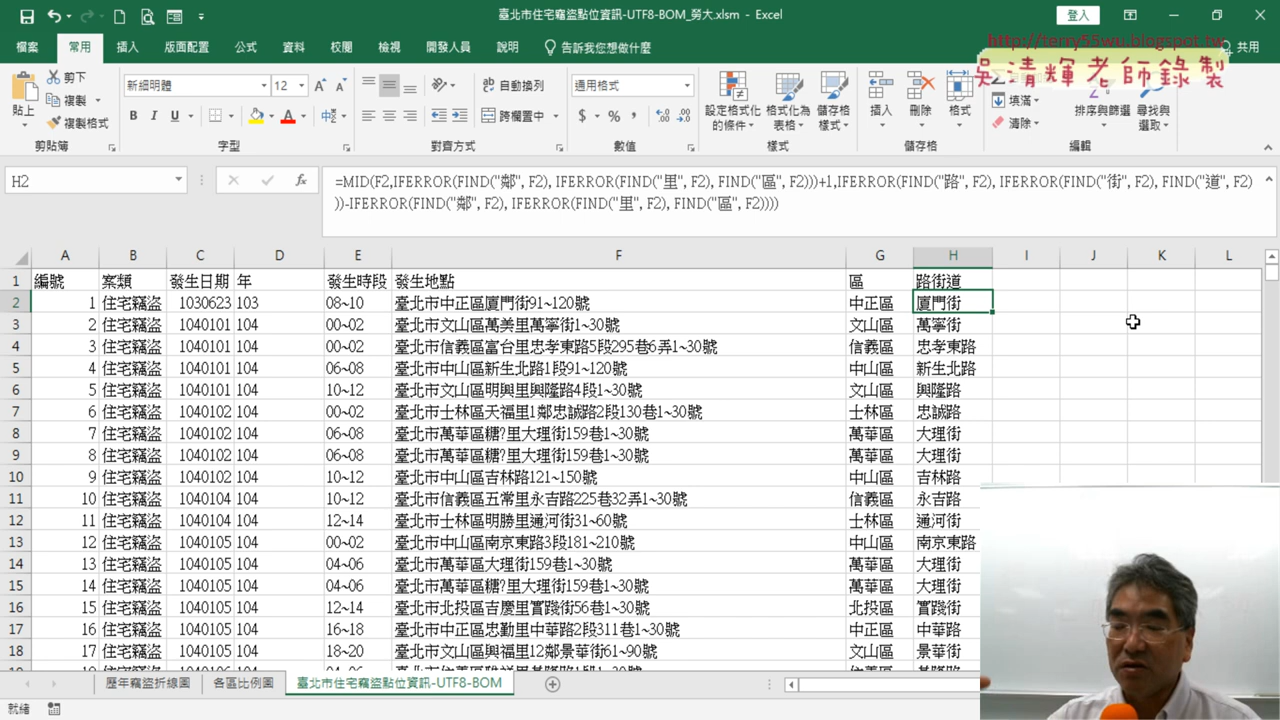 臺北市住宅竊盜點位資訊-UTF8-BOM_勞大.xlsm - Excel
登入
檔案 常用 插入 版面配置 公式 資料 校閱 檢視 開發人員 說明 告訴我您想做什麼 共用
http://terry55wu.blogspot.tw
吳清輝老師錄製
貼上 剪下 複製 複製格式
新細明體 12
B I U
自動換列
跨欄置中
通用格式
$ % ,
設定格式化的條件 格式化為表格 儲存格樣式
插入 刪除 格式
填滿 清除
排序與篩選 尋找與選取
剪貼簿 字型 對齊方式 數值 樣式 儲存格 編輯
H2
fx
=MID(F2,IFERROR(FIND("鄰", F2), IFERROR(FIND("里", F2), FIND("區", F2)))+1,IFERROR(FIND("路", F2), IFERROR(FIND("街", F2), FIND("道", F2)
))-IFERROR(FIND("鄰", F2), IFERROR(FIND("里", F2), FIND("區", F2))))
A B C D E F G H I J K L
1 編號 案類 發生日期 年 發生時段 發生地點 區 路街道
2 1 住宅竊盜 1030623 103 08~10 臺北市中正區廈門街91~120號 中正區 廈門街
3 2 住宅竊盜 1040101 104 00~02 臺北市文山區萬美里萬寧街1~30號 文山區 萬寧街
4 3 住宅竊盜 1040101 104 00~02 臺北市信義區富台里忠孝東路5段295巷6弄1~30號 信義區 忠孝東路
5 4 住宅竊盜 1040101 104 06~08 臺北市中山區新生北路1段91~120號 中山區 新生北路
6 5 住宅竊盜 1040101 104 10~12 臺北市文山區明興里興隆路4段1~30號 文山區 興隆路
7 6 住宅竊盜 1040102 104 00~02 臺北市士林區天福里1鄰忠誠路2段130巷1~30號 士林區 忠誠路
8 7 住宅竊盜 1040102 104 06~08 臺北市萬華區糖?里大理街159巷1~30號 萬華區 大理街
9 8 住宅竊盜 1040102 104 06~08 臺北市萬華區糖?里大理街159巷1~30號 萬華區 大理街
10 9 住宅竊盜 1040102 104 10~12 臺北市中山區吉林路121~150號 中山區 吉林路
11 10 住宅竊盜 1040102 104 10~12 臺北市信義區五常里永吉路225巷32弄1~30號 信義區 永吉路
12 11 住宅竊盜 1040104 104 12~14 臺北市士林區明勝里通河街31~60號 士林區 通河街
13 12 住宅竊盜 1040105 104 00~02 臺北市中山區南京東路3段181~210號 中山區 南京東路
14 13 住宅竊盜 1040105 104 04~06 臺北市萬華區大理街159巷1~30號 萬華區 大理街
15 14 住宅竊盜 1040105 104 04~06 臺北市萬華區糖?里大理街159巷1~30號 萬華區 大理街
16 15 住宅竊盜 1040105 104 12~14 臺北市北投區吉慶里實踐街56巷1~30號 北投區 實踐街
17 16 住宅竊盜 1040105 104 16~18 臺北市中正區忠勤里中華路2段311巷1~30號 中正區 中華路
18 17 住宅竊盜 1040105 104 18~20 臺北市文山區興福里12鄰景華街61~90號 文山區 景華街
歷年竊盜折線圖 各區比例圖 臺北市住宅竊盜點位資訊-UTF8-BOM
就緒